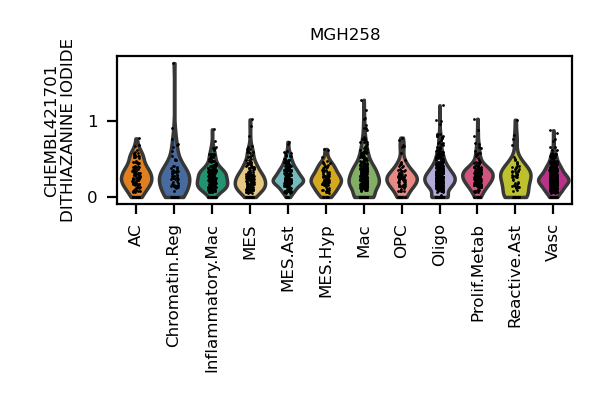 MGH258
CHEMBL421701
DITHIAZANINE IODIDE
1
0
AC
Chromatin.Reg
Inflammatory.Mac
MES
MES.Ast
MES.Hyp
Mac
OPC
Oligo
Prolif.Metab
Reactive.Ast
Vasc